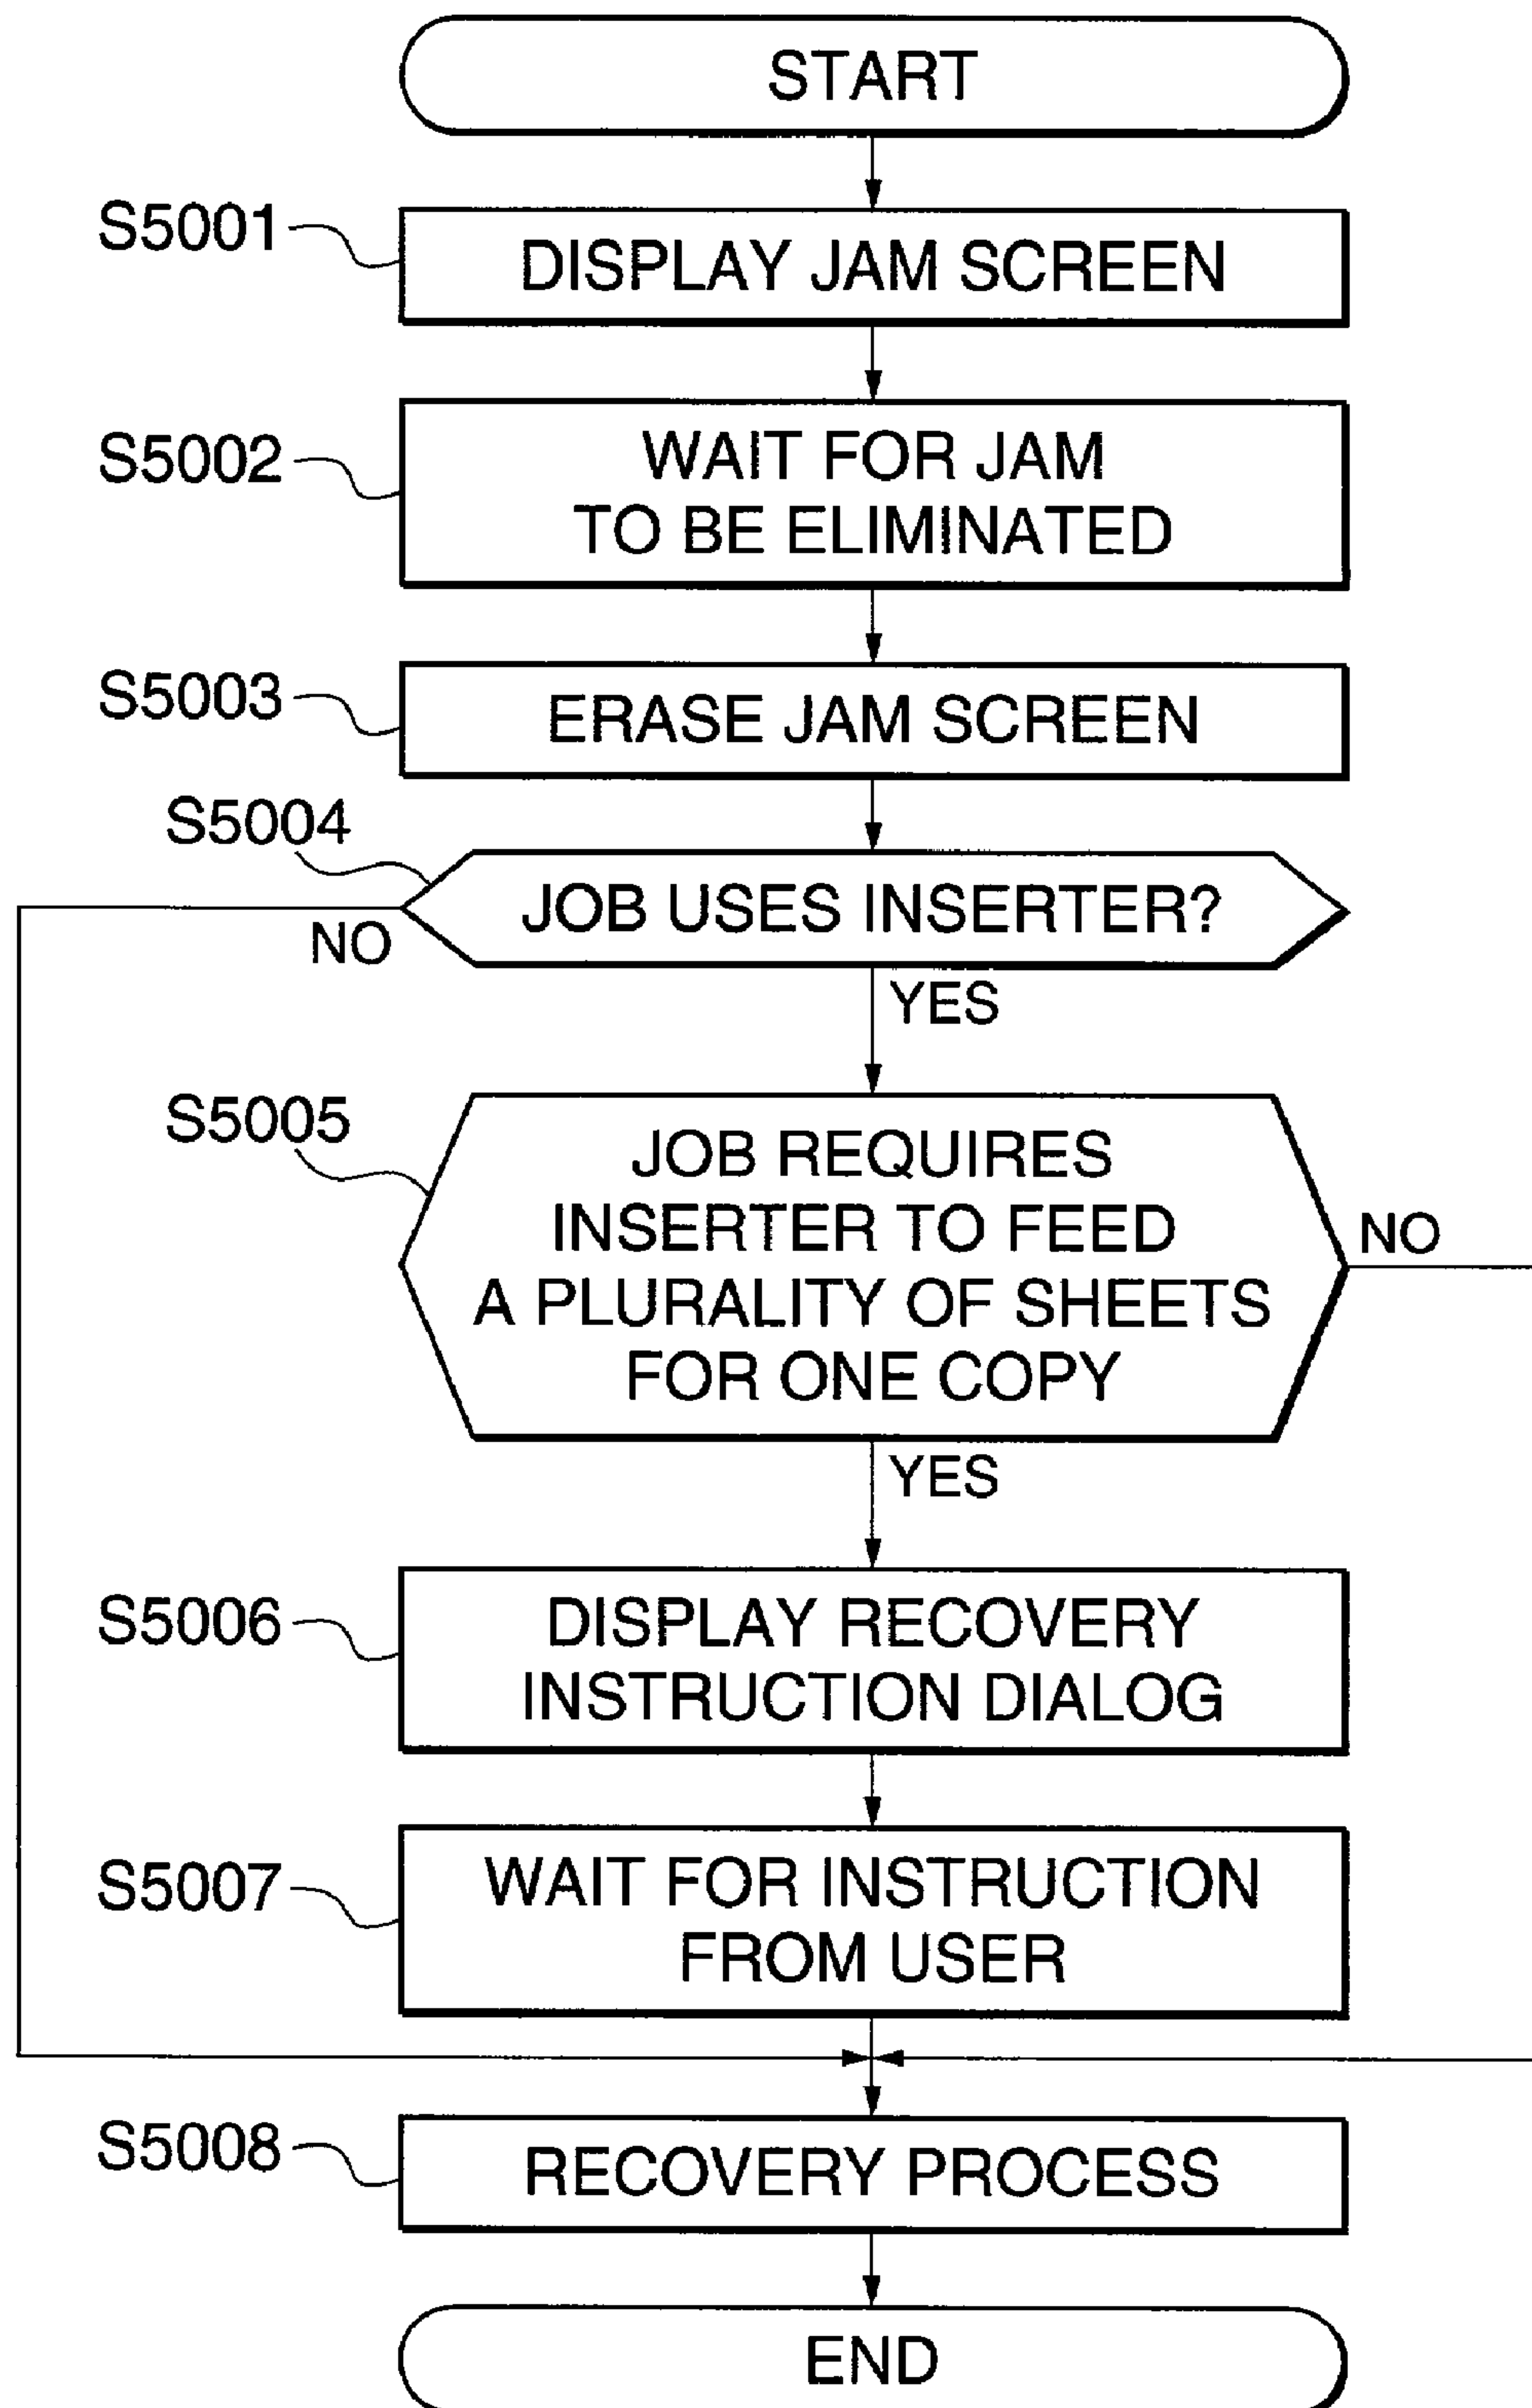 START
S5001
DISPLAY JAM SCREEN
S5002
WAIT FOR JAM
TO BE ELIMINATED
S5003
ERASE JAM SCREEN
S5004
JOB USES INSERTER?
NO
YES
S5005
JOB REQUIRES
INSERTER TO FEED
A PLURALITY OF SHEETS
FOR ONE COPY
NO
YES
S5006
DISPLAY RECOVERY
INSTRUCTION DIALOG
S5007
WAIT FOR INSTRUCTION
FROM USER
S5008
RECOVERY PROCESS
END